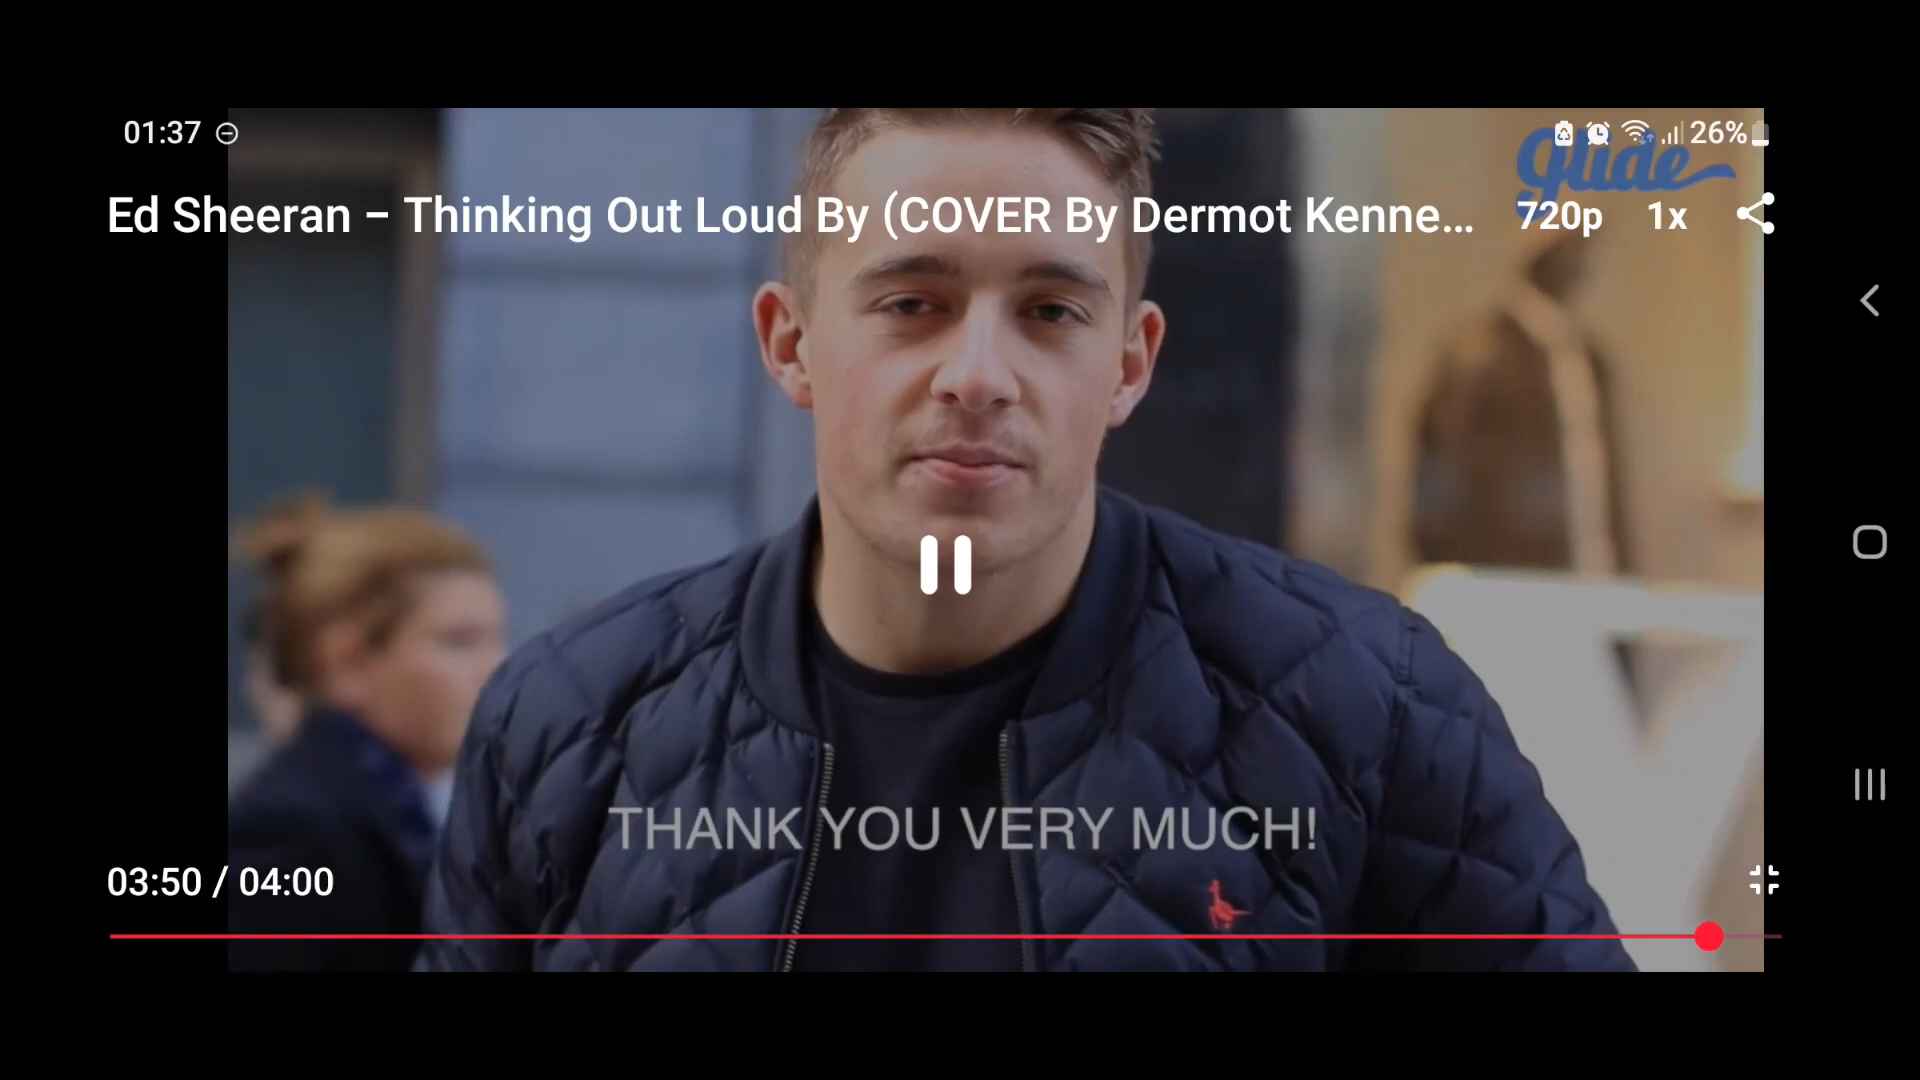 01:37
26%
glide
Ed Sheeran – Thinking Out Loud By (COVER By Dermot Kenne...
720p 1x
THANK YOU VERY MUCH!
03:50 / 04:00